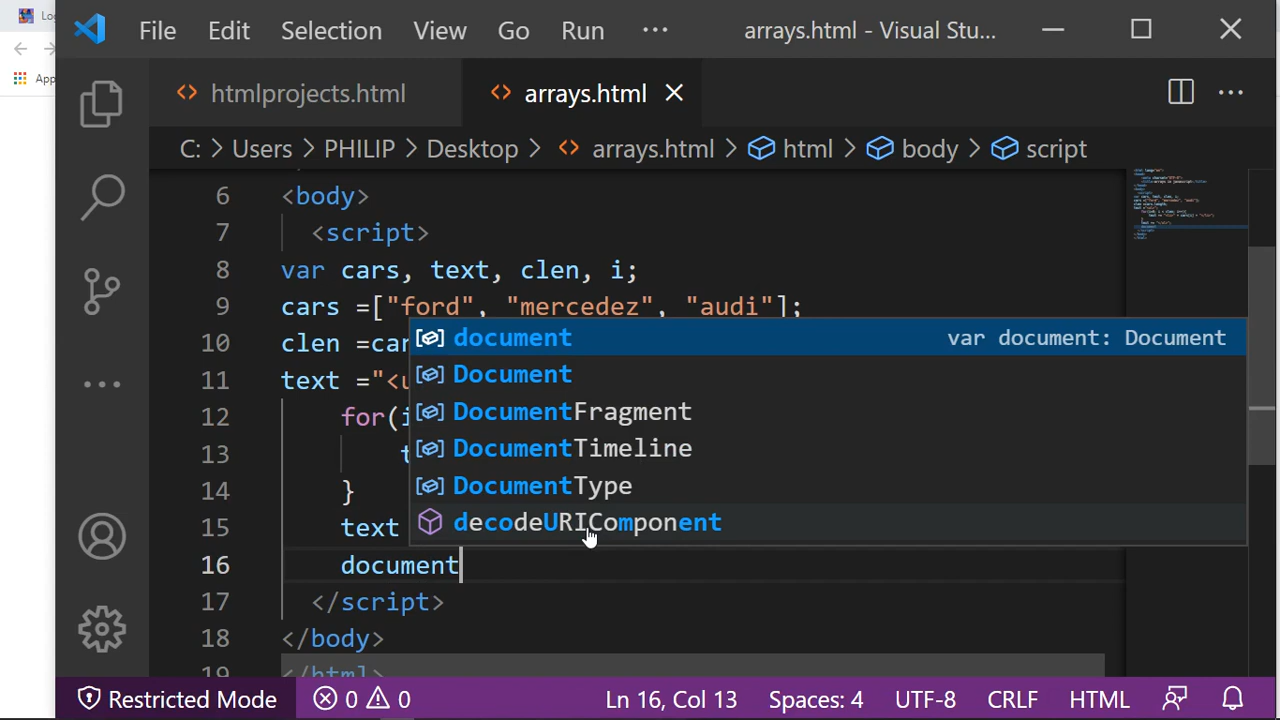 Lo
File Edit Selection View Go Run ··· arrays.html - Visual Stu...
App
htmlprojects.html arrays.html
C: > Users > PHILIP > Desktop > arrays.html > html > body > script
6 <body>
7 <script>
8 var cars, text, clen, i;
9 cars =["ford", "mercedez", "audi"];
10 clen =car
11 text ="<u
12 for(i
13 t
14 }
15 text
16 document
17 </script>
18 </body>
19 </html>
document var document: Document
Document
DocumentFragment
DocumentTimeline
DocumentType
decodeURIComponent
Restricted Mode 0 0 Ln 16, Col 13 Spaces: 4 UTF-8 CRLF HTML